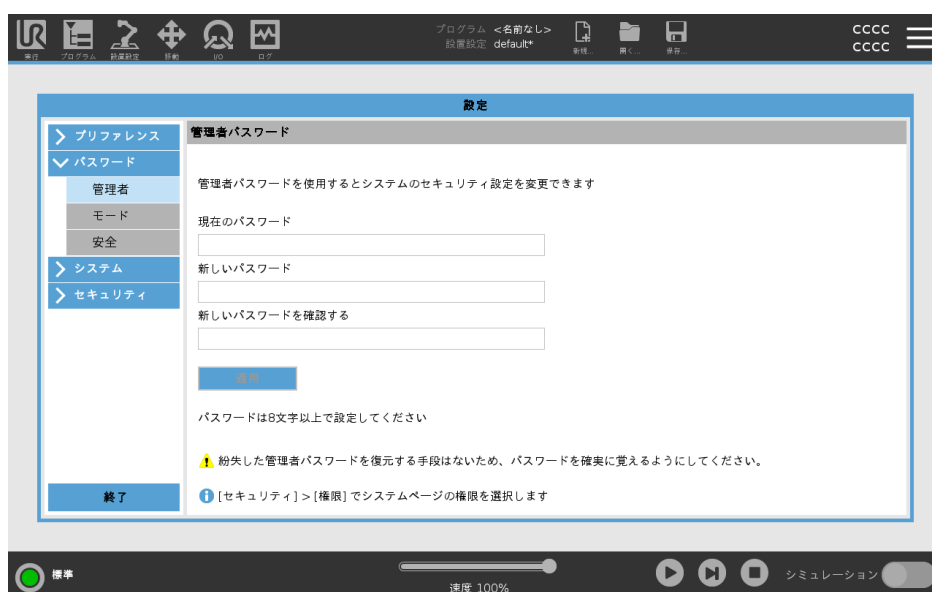 UR
プログラム <名前なし>
設置設定 default*
cccc
cccc
実行
プログラム
設置設定
移動
I/O
ログ
新規...
開く...
保存...
設定
プリファレンス
パスワード
管理者
モード
安全
システム
セキュリティ
終了
管理者パスワード
管理者パスワードを使用するとシステムのセキュリティ設定を変更できます
現在のパスワード
新しいパスワード
新しいパスワードを確認する
適用
パスワードは8文字以上で設定してください
紛失した管理者パスワードを復元する手段はないため、パスワードを確実に覚えるようにしてください。
[セキュリティ] > [権限] でシステムページの権限を選択します
標準
速度 100%
シミュレーション